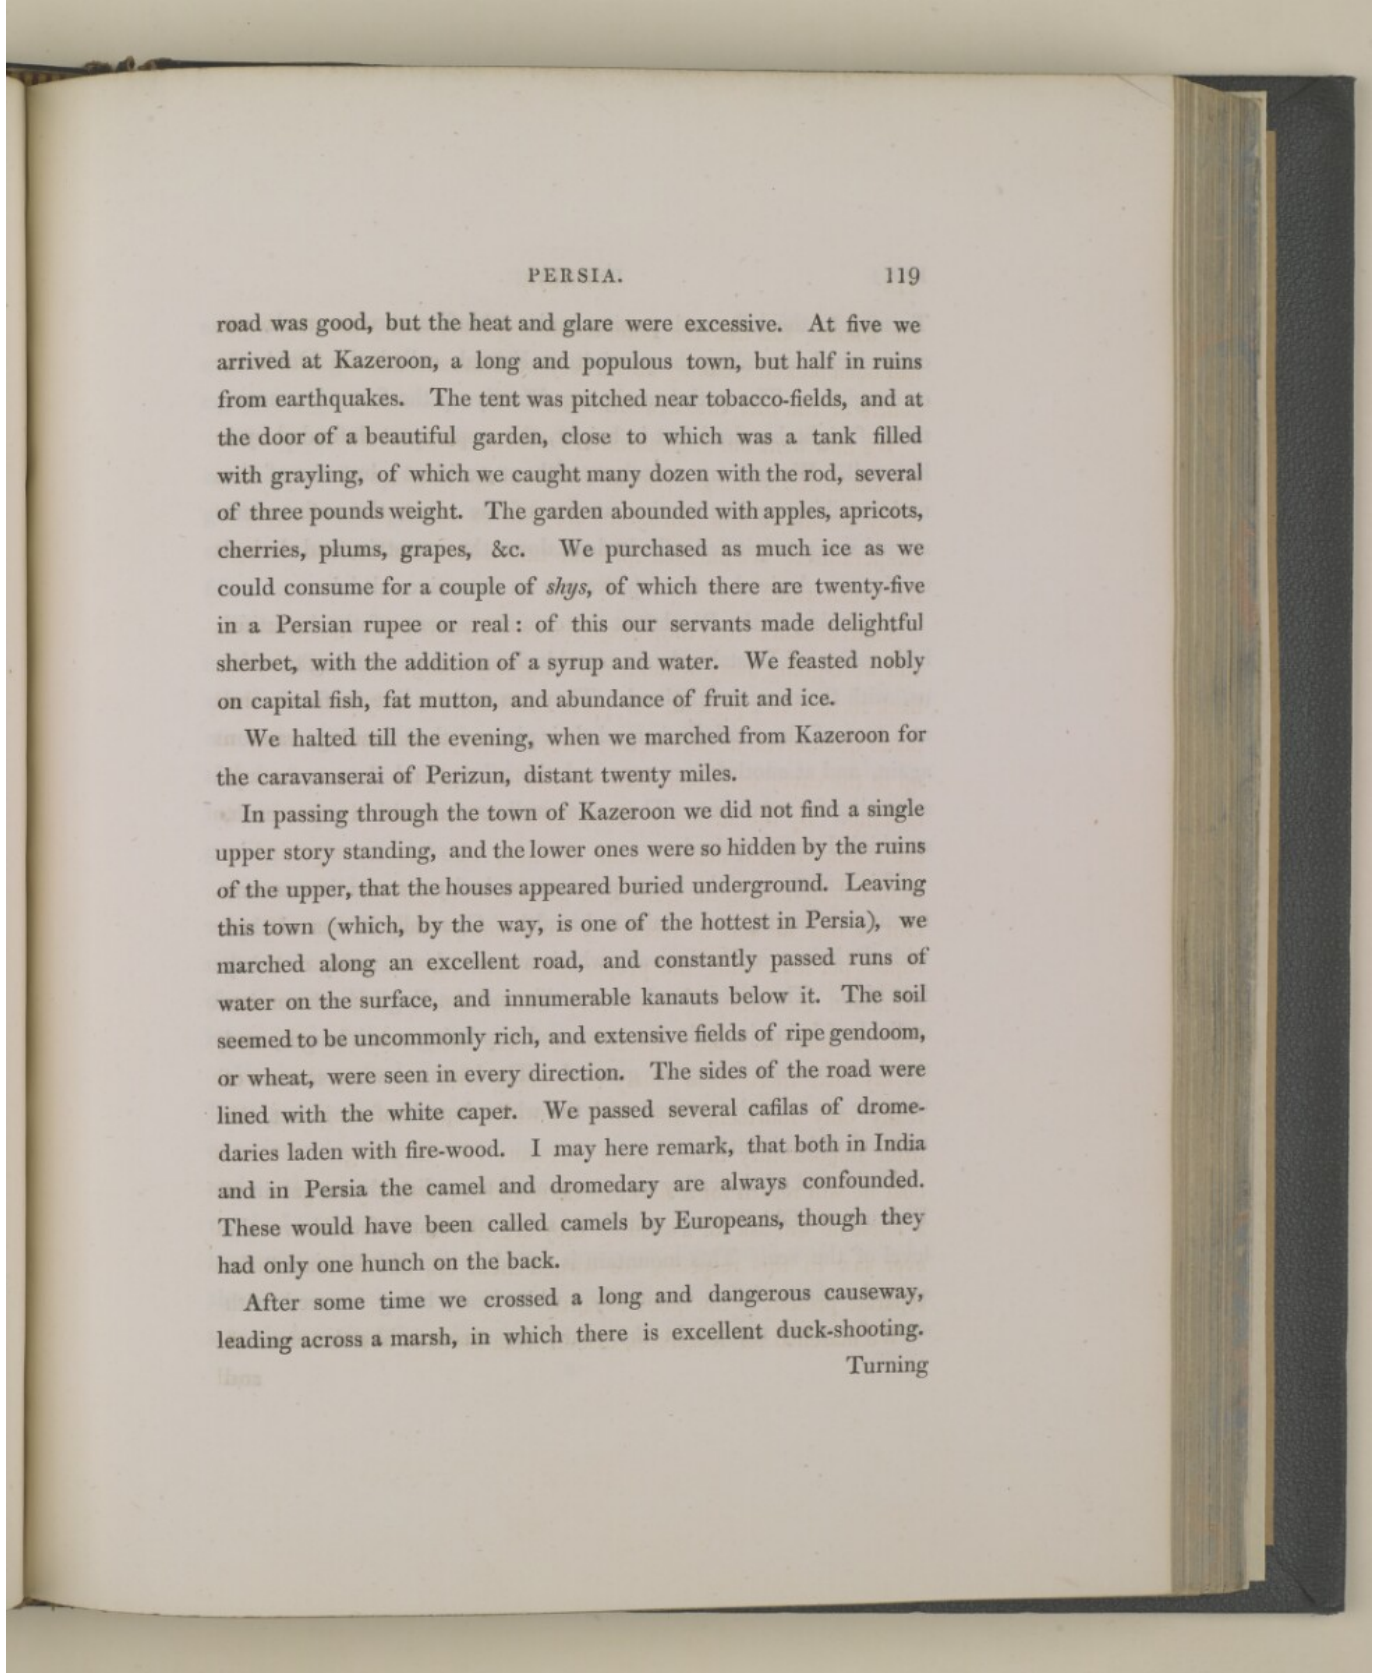 PERSIA. 119
road was good, but the heat and glare were excessive. At five we
arrived at Kazeroon, a long and populous town, but half in ruins
from earthquakes. The tent was pitched near tobacco-fields, and at
the door of a beautiful garden, close to which was a tank filled
with grayling, of which we caught many dozen with the rod, several
of three pounds weight. The garden abounded with apples, apricots,
cherries, plums, grapes, &c. We purchased as much ice as we
could consume for a couple of shys, of which there are twenty-five
in a Persian rupee or real : of this our servants made delightful
sherbet, with the addition of a syrup and water. We feasted nobly
on capital fish, fat mutton, and abundance of fruit and ice.
We halted till the evening, when we marched from Kazeroon for
the caravanserai of Perizun, distant twenty miles.
In passing through the town of Kazeroon we did not find a single
upper story standing, and the lower ones were so hidden by the ruins
of the upper, that the houses appeared buried underground. Leaving
this town (which, by the way, is one of the hottest in Persia), we
marched along an excellent road, and constantly passed runs of
water on the surface, and innumerable kanauts below it. The soil
seemed to be uncommonly rich, and extensive fields of ripe gendoom,
or wheat, were seen in every direction. The sides of the road were
lined with the white caper. We passed several cafilas of drome-
daries laden with fire-wood. I may here remark, that both in India
and in Persia the camel and dromedary are always confounded.
These would have been called camels by Europeans, though they
had only one hunch on the back.
After some time we crossed a long and dangerous causeway,
leading across a marsh, in which there is excellent duck-shooting.
Turning